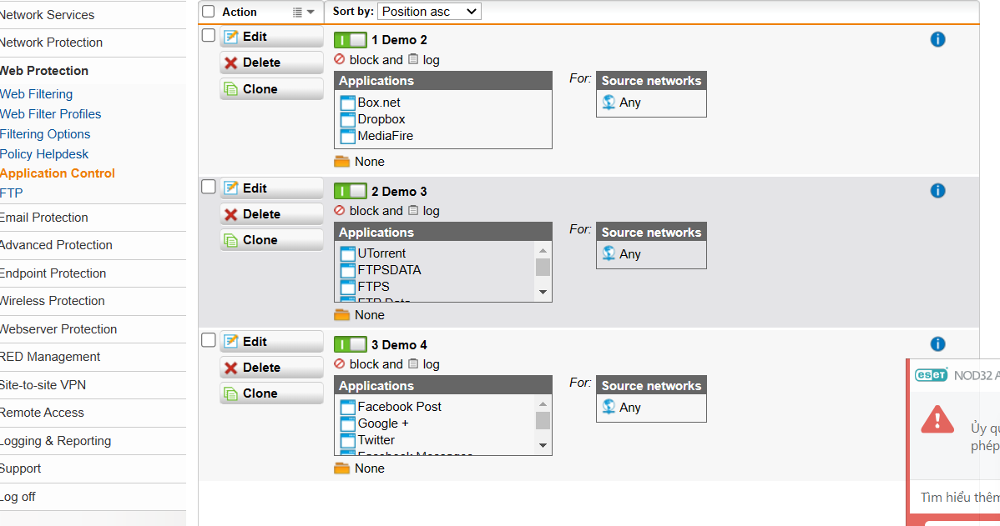 Network Services
Network Protection
Web Protection
Web Filtering
Web Filter Profiles
Filtering Options
Policy Helpdesk
Application Control
FTP
Email Protection
Advanced Protection
Endpoint Protection
Wireless Protection
Webserver Protection
RED Management
Site-to-site VPN
Remote Access
Logging & Reporting
Support
Log off
Action
Sort by: Position asc
Edit
Delete
Clone
1 Demo 2
block and log
Applications
Box.net
Dropbox
MediaFire
None
For:
Source networks
Any
Edit
Delete
Clone
2 Demo 3
block and log
Applications
UTorrent
FTPSDATA
FTPS
FTP Data
None
For:
Source networks
Any
Edit
Delete
Clone
3 Demo 4
block and log
Applications
Facebook Post
Google +
Twitter
Facebook Messages
None
For:
Source networks
Any
eseT NOD32 A
Ủy qu
phép
Tìm hiểu thêm